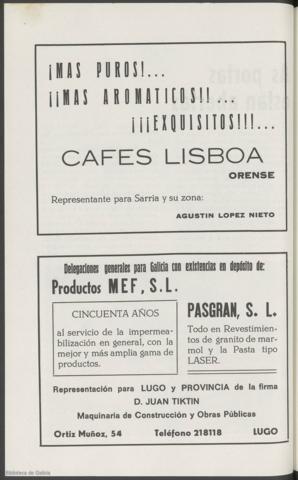 ¡MAS PUROS!...
¡¡MAS AROMATICOS!!...
¡¡¡EXQUISITOS!!!...
CAFES LISBOA
ORENSE
Representante para Sarria y su zona:
AGUSTIN LOPEZ NIETO
Delegaciones generales para Galicia con existencias en depósito de:
Productos MEF, S.L.
CINCUENTA AÑOS
al servicio de la impermea-
bilización en general, con la
mejor y más amplia gama de
productos.
PASGRAN, S. L.
Todo en Revestimien-
tos de granito de mar-
mol y la Pasta tipo
LASER.
Representación para LUGO y PROVINCIA de la firma
D. JUAN TIKTIN
Maquinaria de Construcción y Obras Públicas
Ortiz Muñoz, 54 Teléfono 218118 LUGO
Biblioteca de Galicia